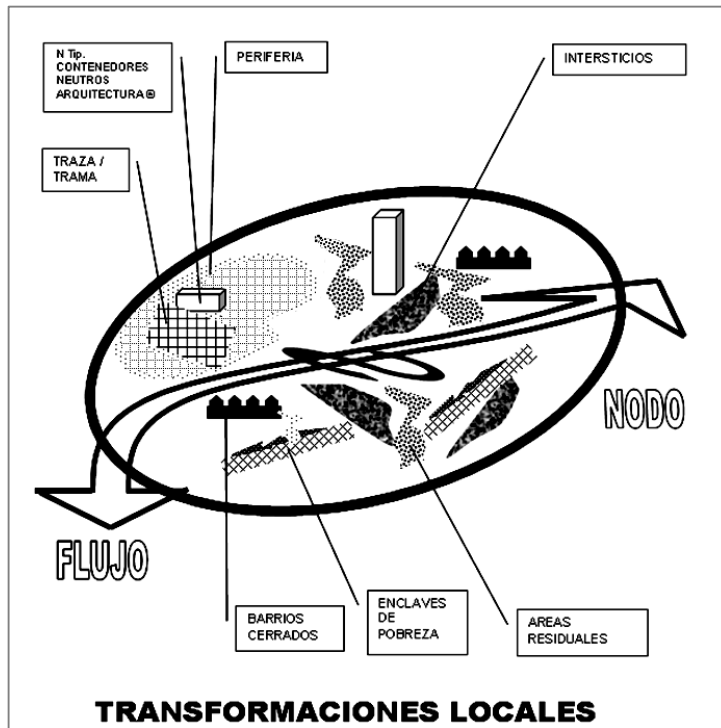 N Tip.
CONTENEDORES
NEUTROS
ARQUITECTURA®
PERIFERIA
INTERSTICIOS
TRAZA /
TRAMA
NODO
FLUJO
BARRIOS
CERRADOS
ENCLAVES
DE
POBREZA
AREAS
RESIDUALES
TRANSFORMACIONES LOCALES